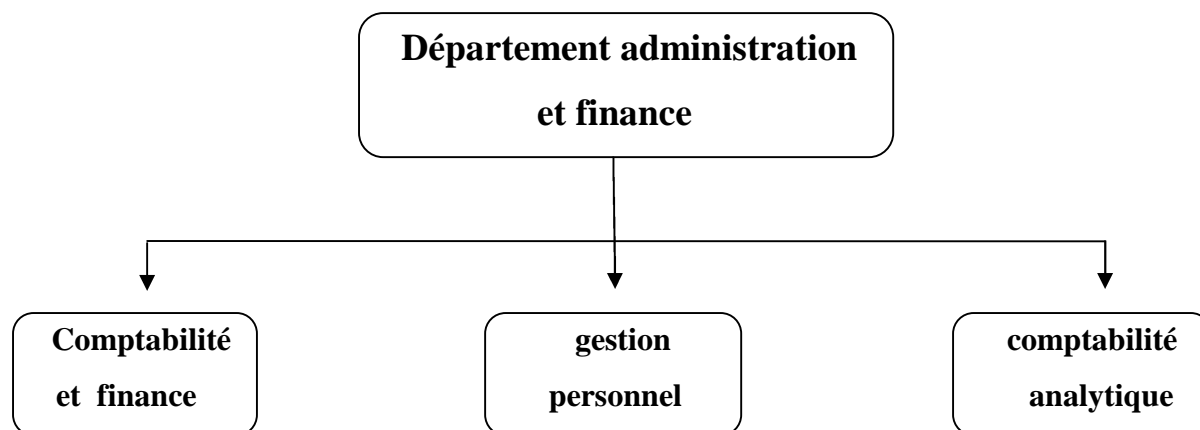 Département administration
et finance
Comptabilité
et finance
gestion
personnel
comptabilité
analytique